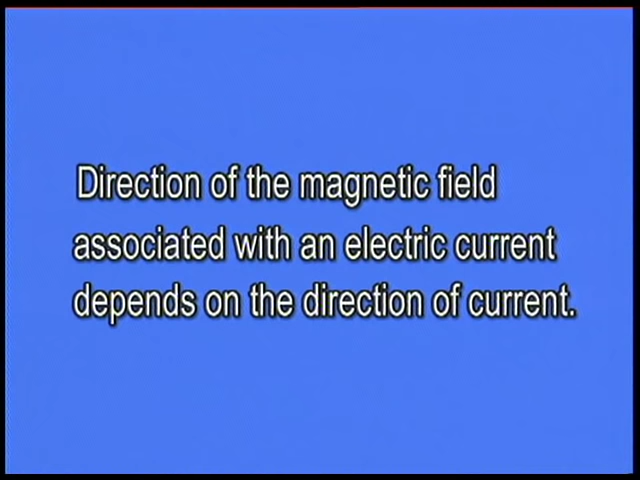 Direction of the magnetic field
associated with an electric current
depends on the direction of current.